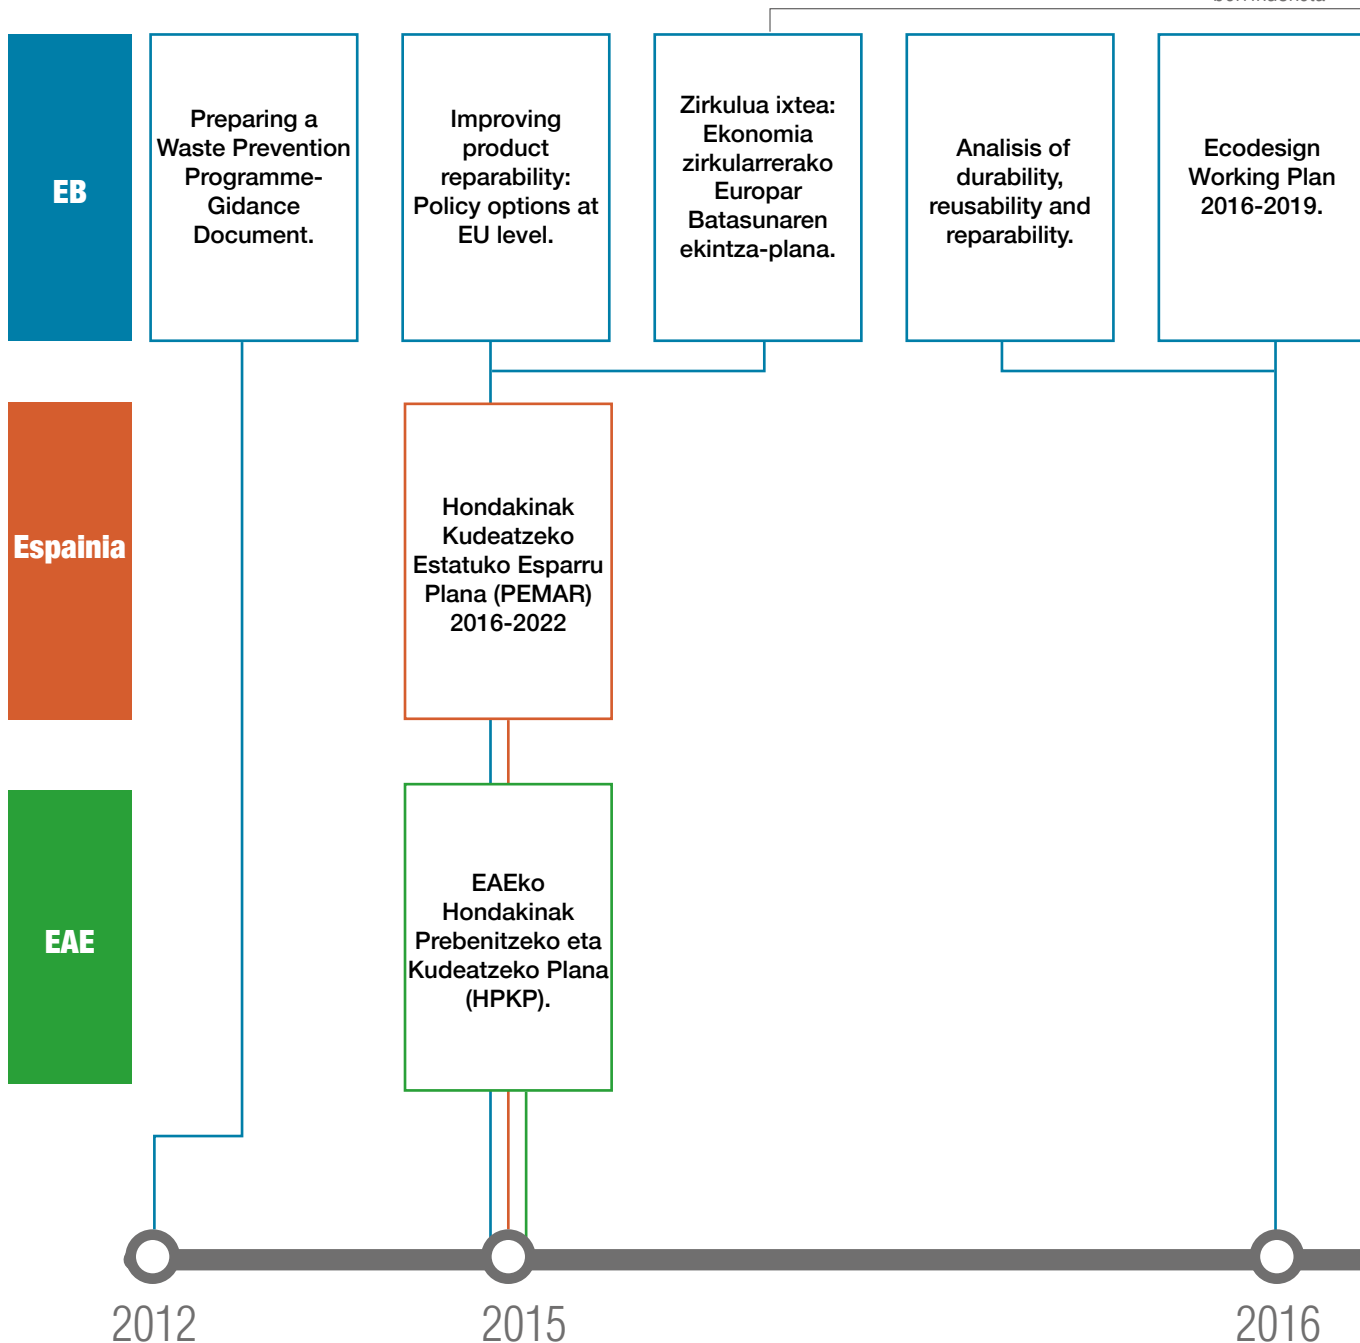 EB
Preparing a
Waste Prevention
Programme-
Gidance
Document.
Improving
product
reparability:
Policy options at
EU level.
Zirkulua ixtea:
Ekonomia
zirkularrerako
Europar
Batasunaren
ekintza-plana.
Analisis of
durability,
reusability and
reparability.
Ecodesign
Working Plan
2016-2019.
Espainia
Hondakinak
Kudeatzeko
Estatuko Esparru
Plana (PEMAR)
2016-2022
EAE
EAEko
Hondakinak
Prebenitzeko eta
Kudeatzeko Plana
(HPKP).
2012
2015
2016